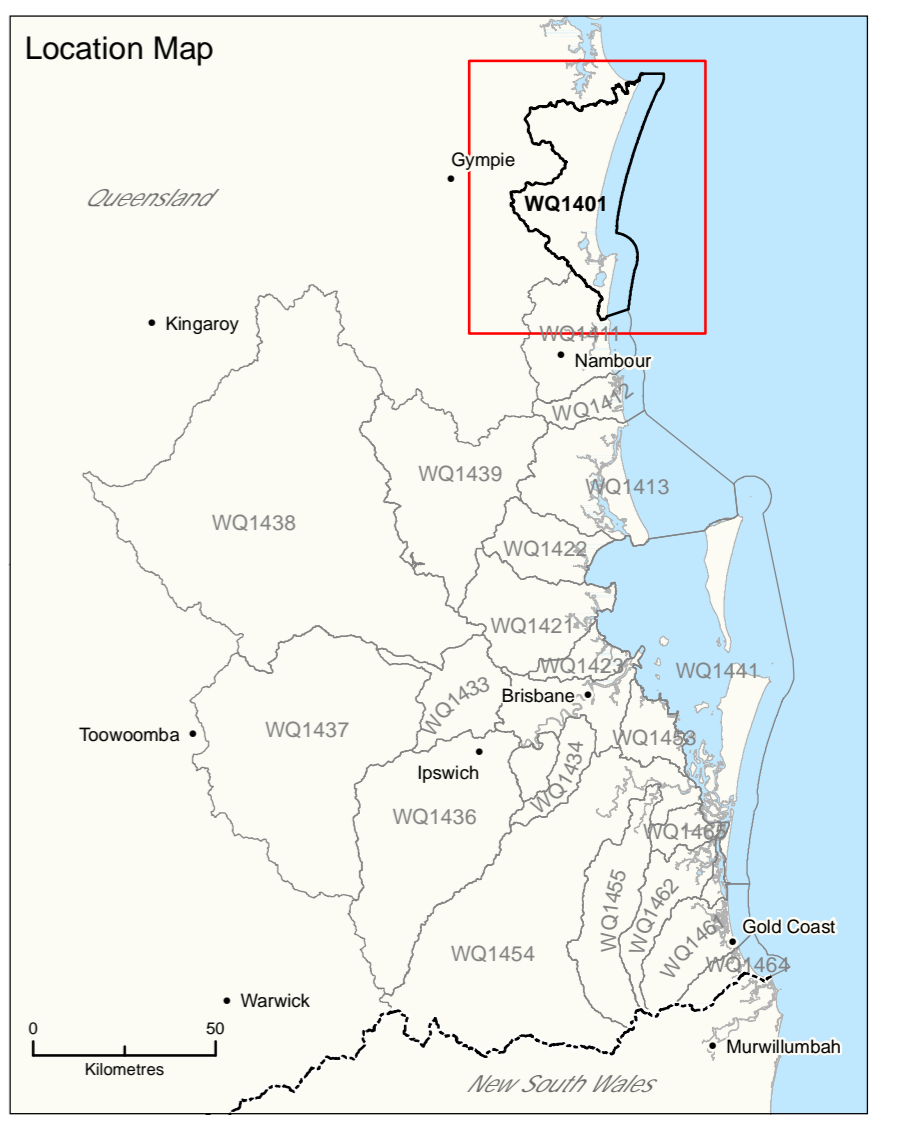 Location Map
Gympie
Queensland
WQ1401
Kingaroy
WQ1411
Nambour
WQ1412
WQ1439
WQ1413
WQ1438
WQ1422
WQ1421
WQ1423
WQ1441
WQ1433
Brisbane
Toowoomba
WQ1437
WQ1453
Ipswich
WQ1434
WQ1436
WQ1465
WQ1455
WQ1462
WQ1461
Gold Coast
WQ1454
WQ1464
Warwick
0 50
Kilometres
Murwillumbah
New South Wales